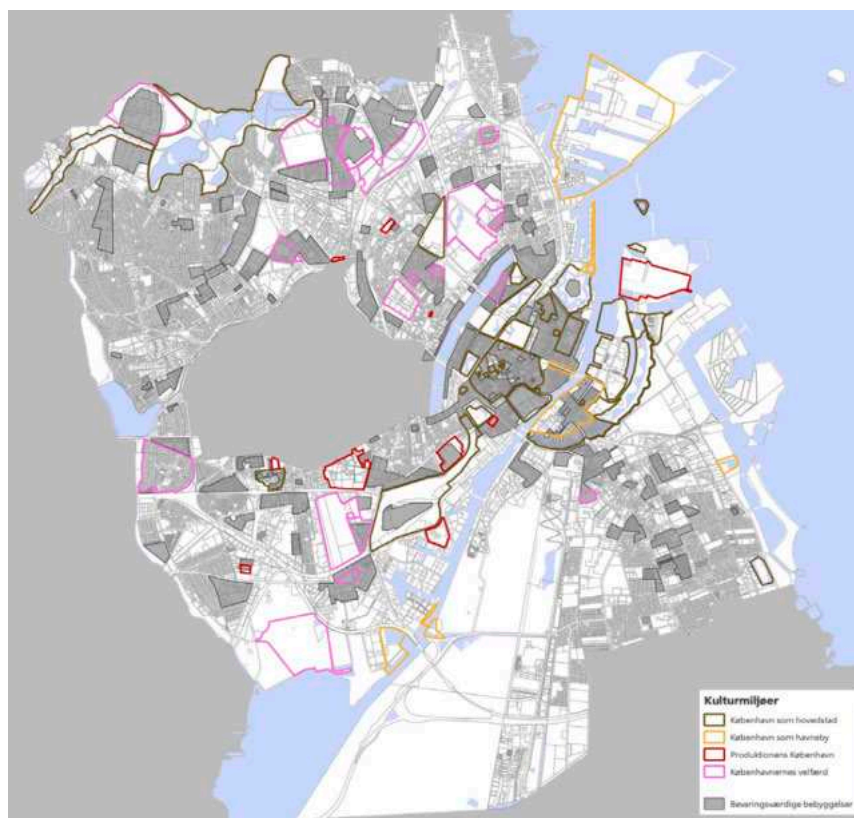 Kulturmiljøer
København som hovedstad
København som havneby
Produktionens København
Københavnernes velfærd
Bevaringsværdige bebyggelser